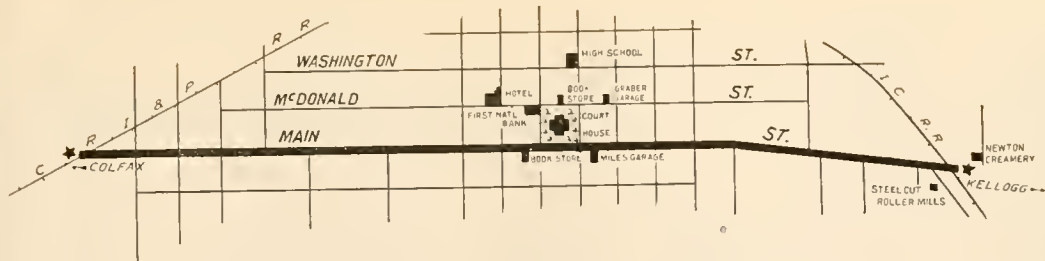 C. R. I. & P. R R
WASHINGTON ST.
HIGH SCHOOL
McDONALD ST.
HOTEL
BOOK
STORE
GRABER
GARAGE
FIRST NAT'L
BANK
COURT
HOUSE
MAIN ST.
BOOK STORE
MILES GARAGE
COLFAX
I. C. R. R.
NEWTON
CREAMERY
KELLOGG
STEEL CUT
ROLLER MILLS